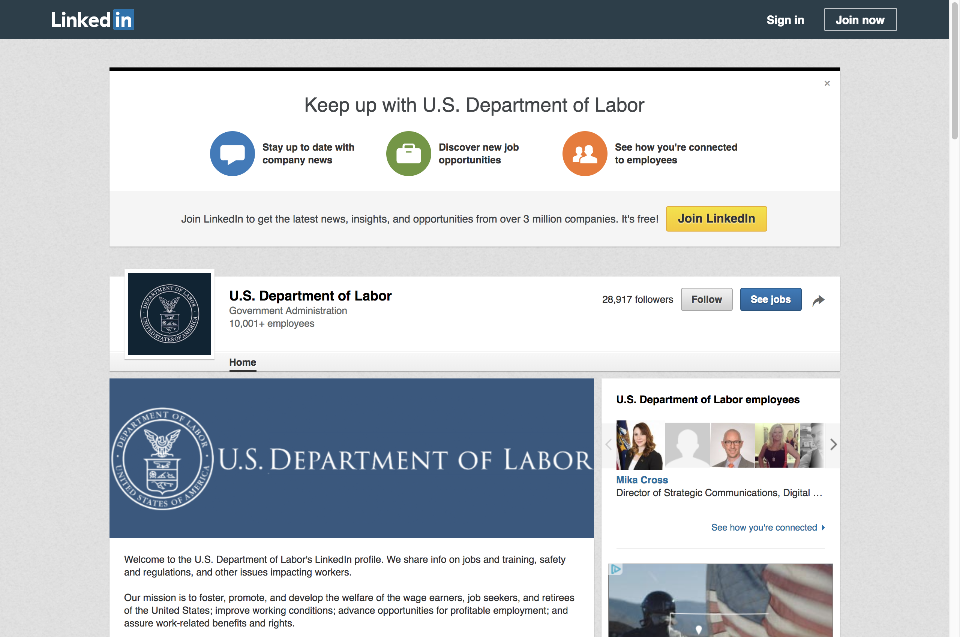 Linked in
Sign in
Join now
Keep up with U.S. Department of Labor
Stay up to date with
company news
Discover new job
opportunities
See how you're connected
to employees
Join LinkedIn to get the latest news, insights, and opportunities from over 3 million companies. It's free!
Join LinkedIn
DEPARTMENT OF LABOR
UNITED STATES OF AMERICA
U.S. Department of Labor
Government Administration
10,001+ employees
28,917 followers
Follow
See jobs
Home
DEPARTMENT OF LABOR
UNITED STATES OF AMERICA
U.S. DEPARTMENT OF LABOR
U.S. Department of Labor employees
Mika Cross
Director of Strategic Communications, Digital ...
See how you're connected
Welcome to the U.S. Department of Labor's LinkedIn profile. We share info on jobs and training, safety
and regulations, and other issues impacting workers.
Our mission is to foster, promote, and develop the welfare of the wage earners, job seekers, and retirees
of the United States; improve working conditions; advance opportunities for profitable employment; and
assure work-related benefits and rights.